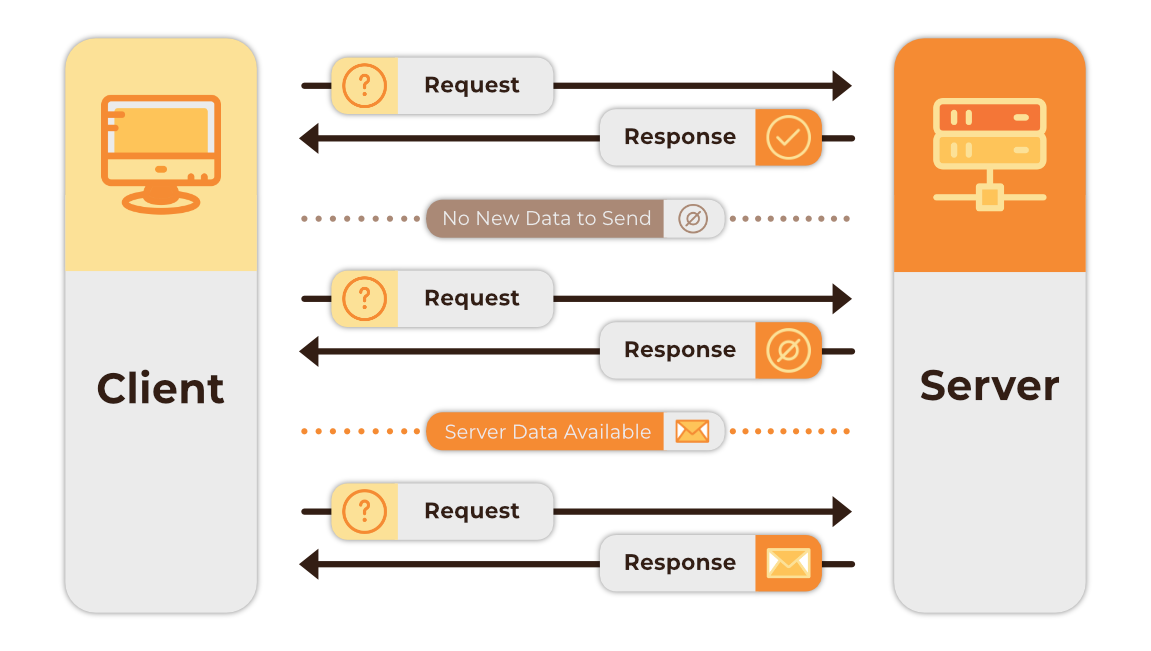 Request
Response
No New Data to Send
Request
Response
Client
Server
Server Data Available
Request
Response